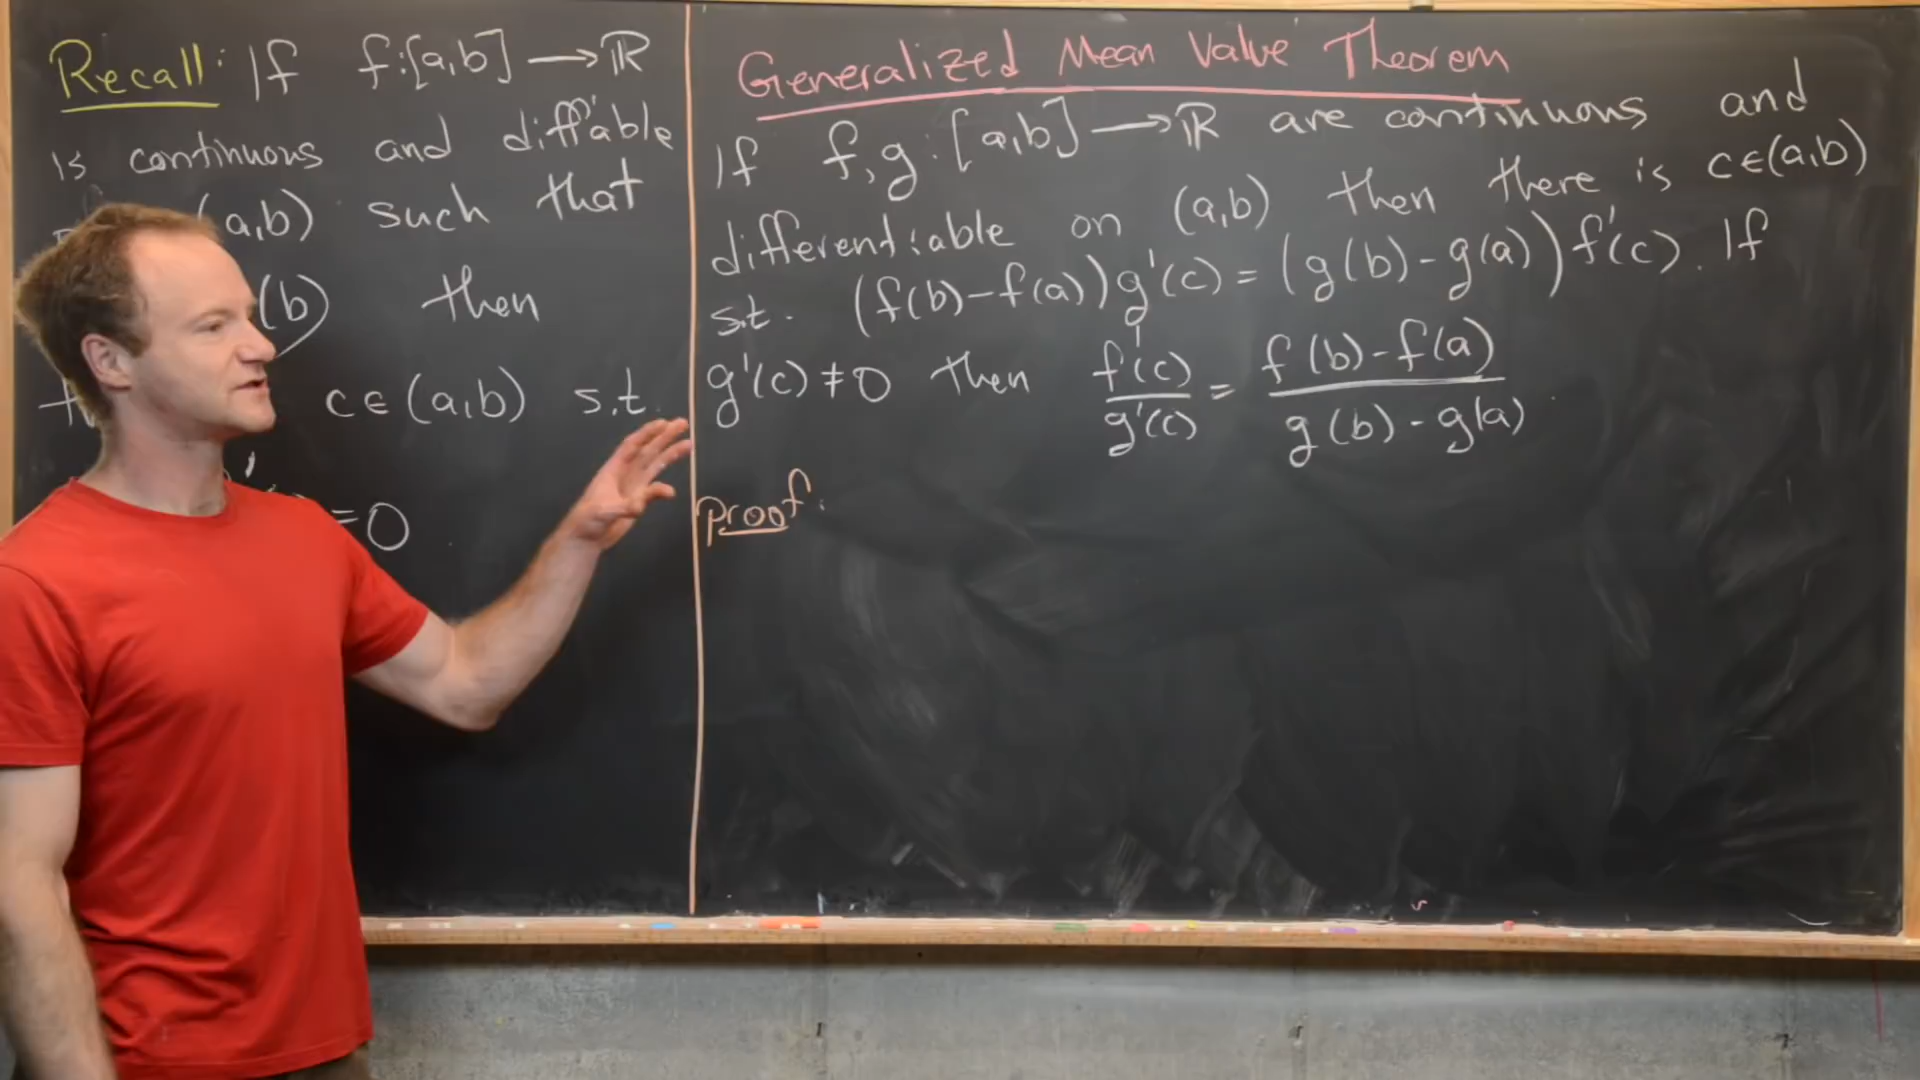 Recall: If f:[a,b] → ℝ
is continuous and diff'able
(a,b) such that
(b) then
c∈(a,b) s.t.
=0
Generalized Mean Value Theorem
If f,g:[a,b] → ℝ are continuous and
differentiable on (a,b) then there is c∈(a,b)
s.t. (f(b)-f(a))g'(c)=(g(b)-g(a))f'(c). If
g'(c)≠0 then f'(c)/g'(c) = f(b)-f(a)/g(b)-g(a).
Proof: